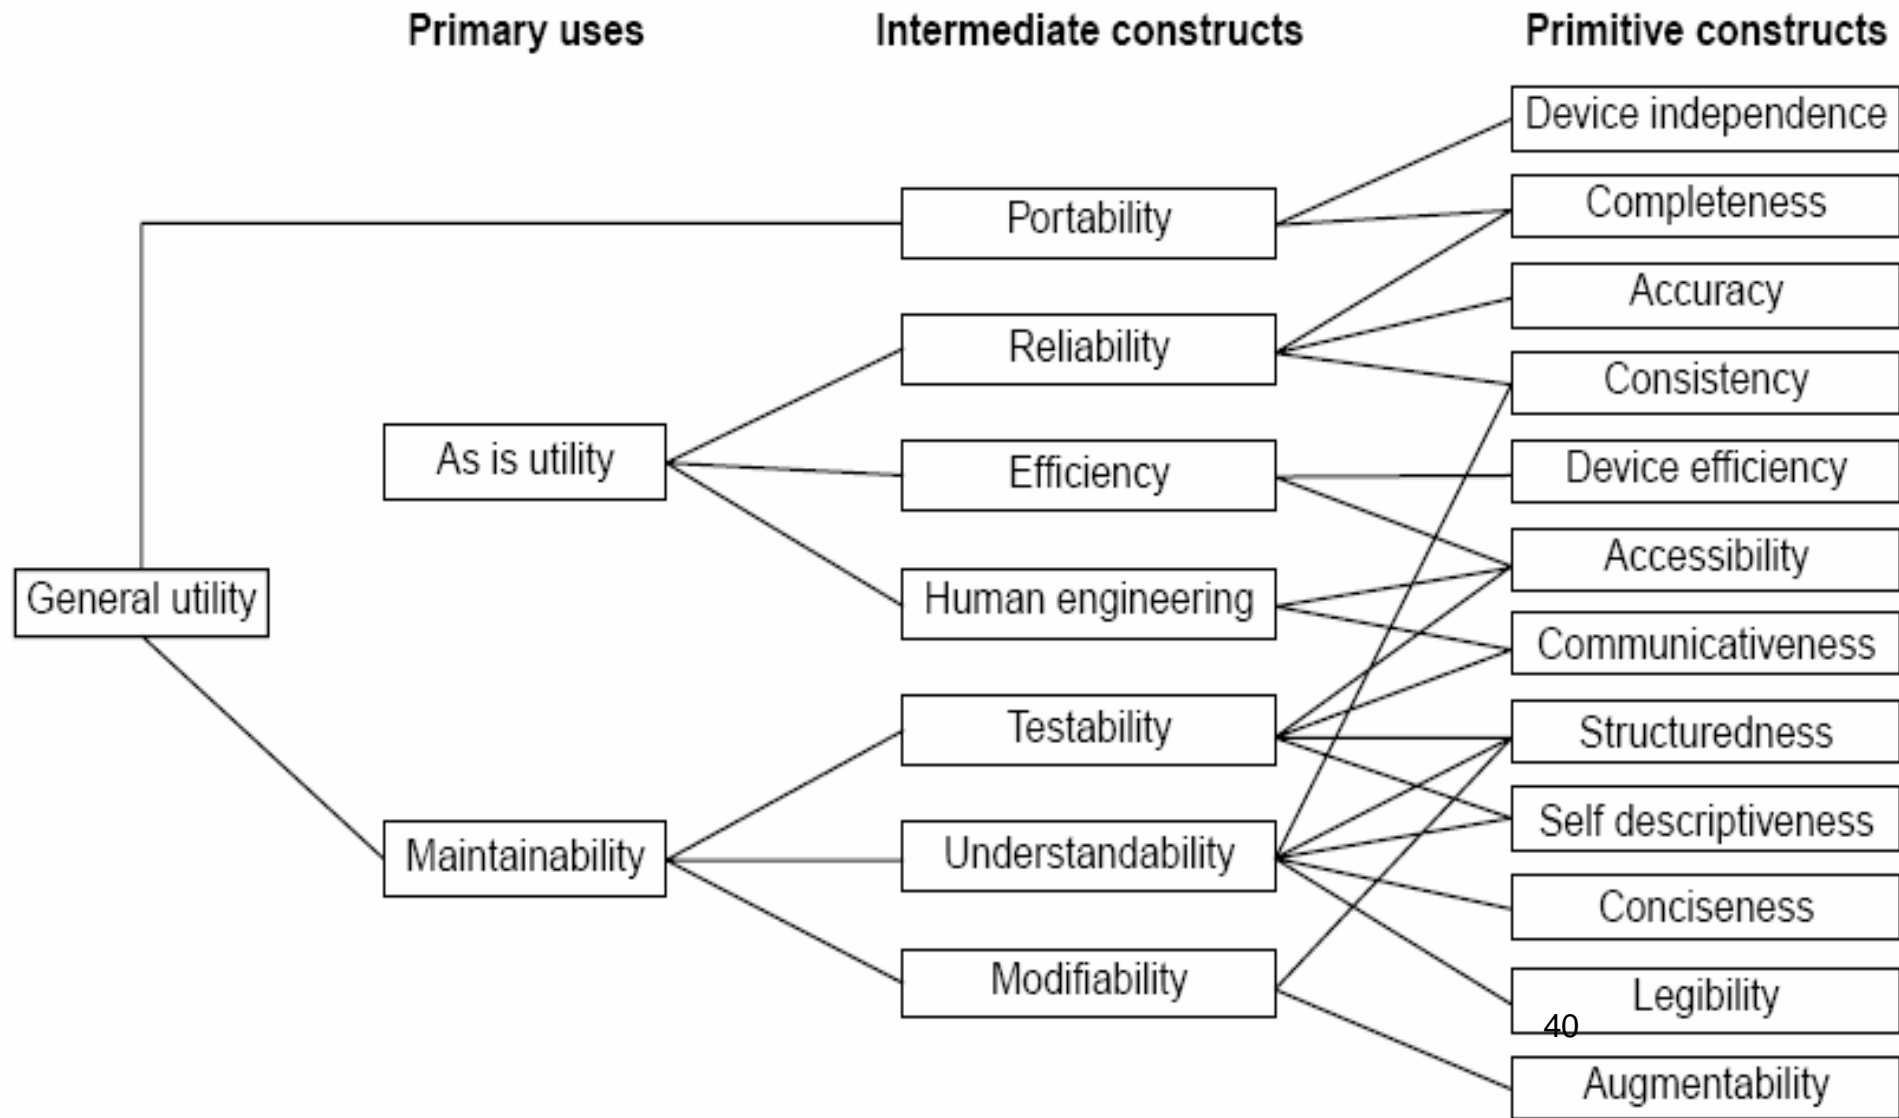 Primary uses
Intermediate constructs
Primitive constructs
Device independence
Completeness
Portability
Accuracy
Reliability
Consistency
As is utility
Efficiency
Device efficiency
Accessibility
General utility
Human engineering
Communicativeness
Testability
Structuredness
Self descriptiveness
Maintainability
Understandability
Conciseness
Modifiability
Legibility
40
Augmentability